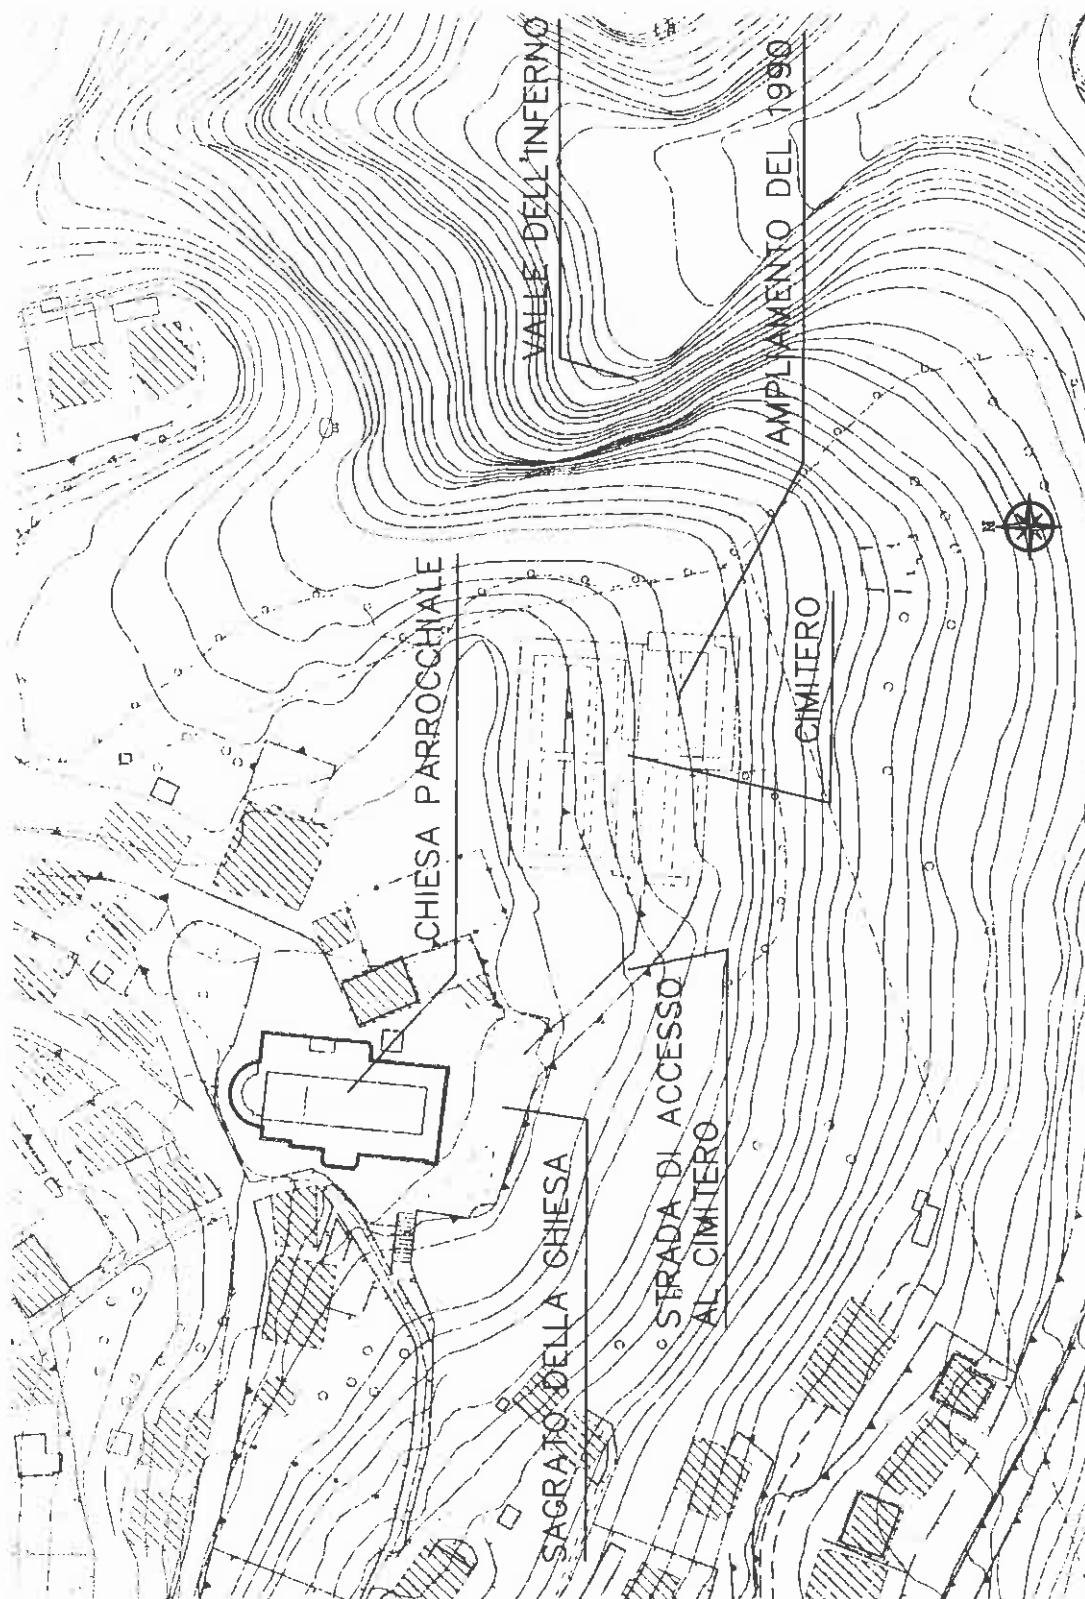 VALLE DELL'INFERNO
AMPLIAMENTO DEL 1990
CHIESA PARROCCHIALE
CIMITERO
N
SAGRATO DELLA CHIESA
STRADA DI ACCESSO
AL CIMITERO